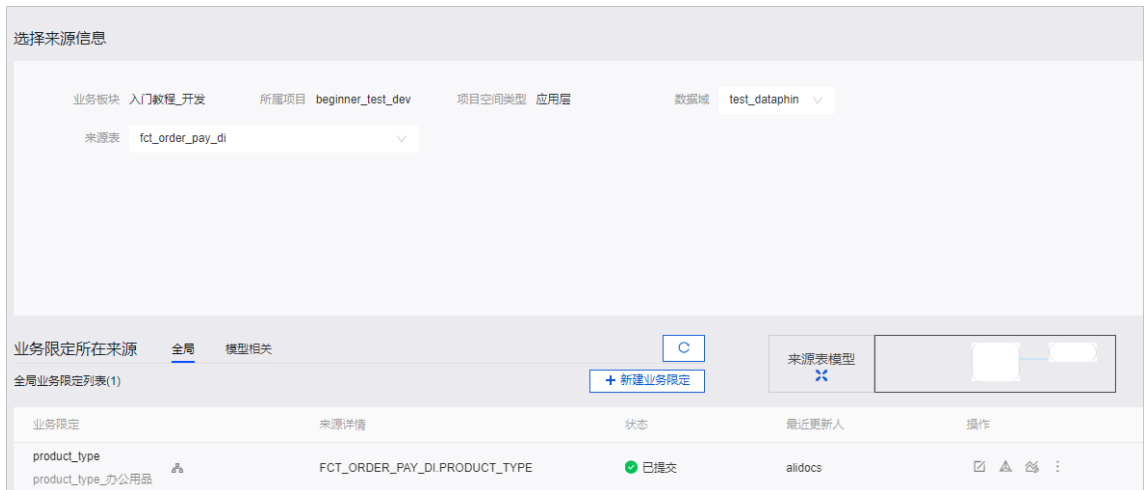 选择来源信息
业务板块 入门教程_开发 所属项目 beginner_test_dev 项目空间类型 应用层 数据域 test_dataphin
来源表 fct_order_pay_di
业务限定所在来源 全局 模型相关
来源表模型
全局业务限定列表(1) + 新建业务限定
业务限定 来源详情 状态 最近更新人 操作
product_type
FCT_ORDER_PAY_DI.PRODUCT_TYPE 已提交 alidocs
product_type_办公用品